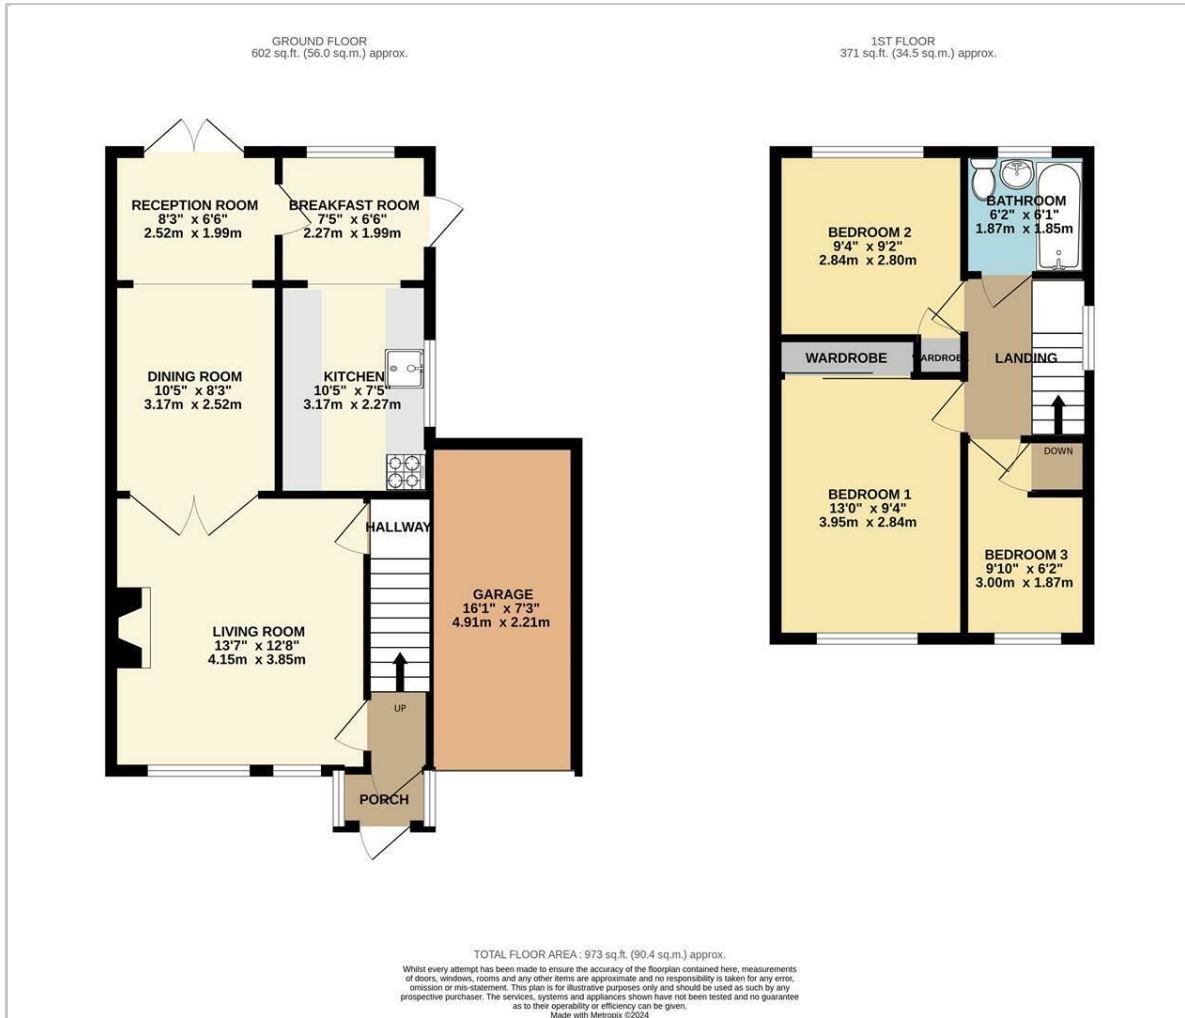 GROUND FLOOR
602 sq.ft. (56.0 sq.m.) approx.
1ST FLOOR
371 sq.ft. (34.5 sq.m.) approx.
RECEPTION ROOM
8'3" x 6'6"
2.52m x 1.99m
BREAKFAST ROOM
7'5" x 6'6"
2.27m x 1.99m
DINING ROOM
10'5" x 8'3"
3.17m x 2.52m
KITCHEN
10'5" x 7'5"
3.17m x 2.27m
HALLWAY
LIVING ROOM
13'7" x 12'8"
4.15m x 3.85m
GARAGE
16'1" x 7'3"
4.91m x 2.21m
UP
PORCH
BEDROOM 2
9'4" x 9'2"
2.84m x 2.80m
BATHROOM
6'2" x 6'1"
1.87m x 1.85m
WARDROBE
WARDROBE
LANDING
DOWN
BEDROOM 1
13'0" x 9'4"
3.95m x 2.84m
BEDROOM 3
9'10" x 6'2"
3.00m x 1.87m
TOTAL FLOOR AREA : 973 sq.ft. (90.4 sq.m.) approx.
Whilst every attempt has been made to ensure the accuracy of the floorplan contained here, measurements
of doors, windows, rooms and any other items are approximate and no responsibility is taken for any error,
omission or mis-statement. This plan is for illustrative purposes only and should be used as such by any
prospective purchaser. The services, systems and appliances shown have not been tested and no guarantee
as to their operability or efficiency can be given.
Made with Metropix ©2024